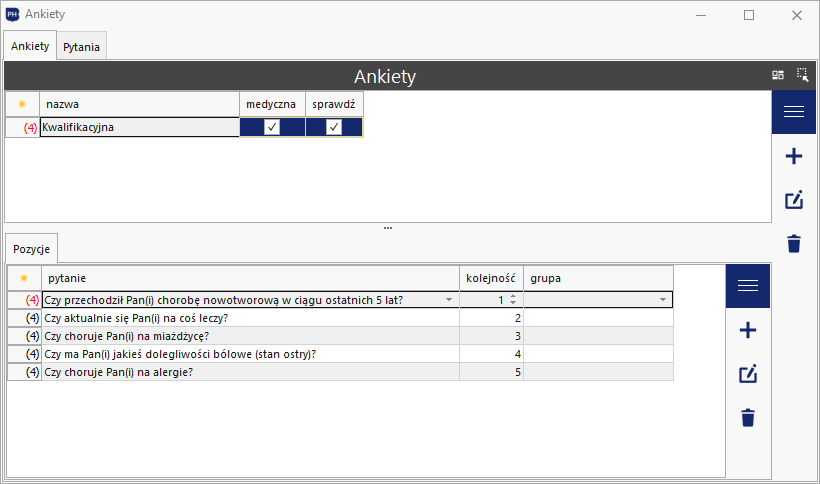 PH Ankiety
Ankiety Pytania
Ankiety
nazwa medyczna sprawdź
(4) Kwalifikacyjna
Pozycje
pytanie kolejność grupa
(4) Czy przechodził Pan(i) chorobę nowotworową w ciągu ostatnich 5 lat? 1
(4) Czy aktualnie się Pan(i) na coś leczy? 2
(4) Czy choruje Pan(i) na miażdżycę? 3
(4) Czy ma Pan(i) jakieś dolegliwości bólowe (stan ostry)? 4
(4) Czy choruje Pan(i) na alergie? 5